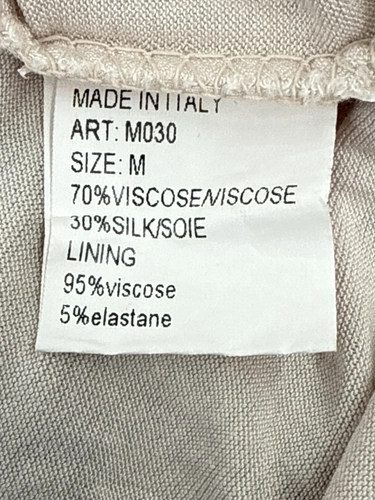 MADE IN ITALY
ART: M030
SIZE: M
70%VISCOSE/VISCOSE
30%SILK/SOIE
LINING
95%viscose
5%elastane